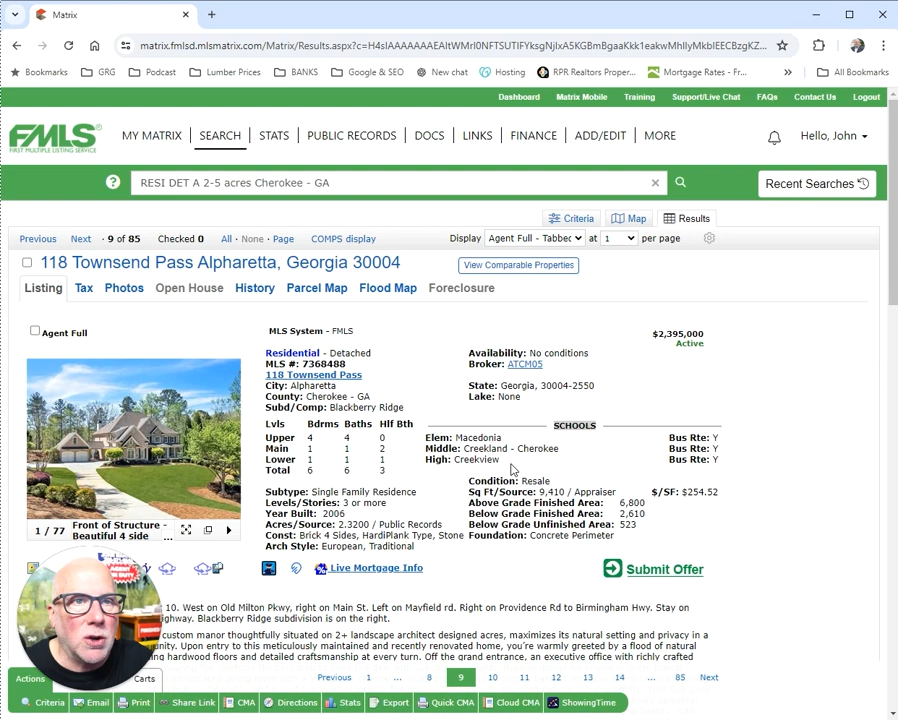 Matrix
matrix.fmlsd.mlsmatrix.com/Matrix/Results.aspx?c=H4sIAAAAAAEAItWMrI0NFTSUTIFYksgNjIxA5KGBmBgaaKkk1eakwMhIIyMkbIEECBzgKZ...
Bookmarks GRG Podcast Lumber Prices BANKS Google & SEO New chat Hosting RPR Realtors Proper... Mortgage Rates - Fr... » All Bookmarks
Dashboard Matrix Mobile Training Support/Live Chat FAQs Contact Us Logout
FMLS®
FIRST MULTIPLE LISTING SERVICE
MY MATRIX SEARCH STATS PUBLIC RECORDS DOCS LINKS FINANCE ADD/EDIT MORE Hello, John
? RESI DET A 2-5 acres Cherokee - GA Recent Searches
Criteria Map Results
Previous Next · 9 of 85 Checked 0 All · None · Page COMPS display Display Agent Full - Tabbed at 1 per page
118 Townsend Pass Alpharetta, Georgia 30004 View Comparable Properties
Listing Tax Photos Open House History Parcel Map Flood Map Foreclosure
Agent Full
MLS System - FMLS $2,395,000
Active
Residential - Detached Availability: No conditions
MLS #: 7368488 Broker: ATCM05
118 Townsend Pass
City: Alpharetta State: Georgia, 30004-2550
County: Cherokee - GA Lake: None
Subd/Comp: Blackberry Ridge
Lvls Bdrms Baths Hlf Bth SCHOOLS
Upper 4 4 0 Elem: Macedonia Bus Rte: Y
Main 1 1 2 Middle: Creekland - Cherokee Bus Rte: Y
Lower 1 1 1 High: Creekview Bus Rte: Y
Total 6 6 3
Condition: Resale
Subtype: Single Family Residence Sq Ft/Source: 9,410 / Appraiser $/SF: $254.52
Levels/Stories: 3 or more Above Grade Finished Area: 6,800
Year Built: 2006 Below Grade Finished Area: 2,610
Acres/Source: 2.3200 / Public Records Below Grade Unfinished Area: 523
Const: Brick 4 Sides, HardiPlank Type, Stone Foundation: Concrete Perimeter
Arch Style: European, Traditional
1 / 77 Front of Structure - Beautiful 4 side ...
Live Mortgage Info Submit Offer
10. West on Old Milton Pkwy, right on Main St. Left on Mayfield rd. Right on Providence Rd to Birmingham Hwy. Stay on
ighway. Blackberry Ridge subdivision is on the right.
custom manor thoughtfully situated on 2+ landscape architect designed acres, maximizes its natural setting and privacy in a
unity. Upon entry to this meticulously maintained and recently renovated home, you're warmly greeted by a flood of natural
ng hardwood floors and detailed craftsmanship at every turn. Off the grand entrance, an executive office with richly crafted
Actions Carts Previous 1 ... 8 9 10 11 12 13 14 ... 85 Next
Criteria Email Print Share Link CMA Directions Stats Export Quick CMA Cloud CMA ShowingTime